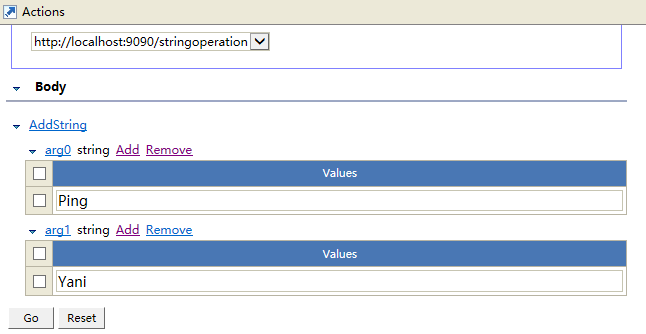 Actions
http://localhost:9090/stringoperation
Body
AddString
arg0 string Add Remove
Values
Ping
arg1 string Add Remove
Values
Yani
Go Reset